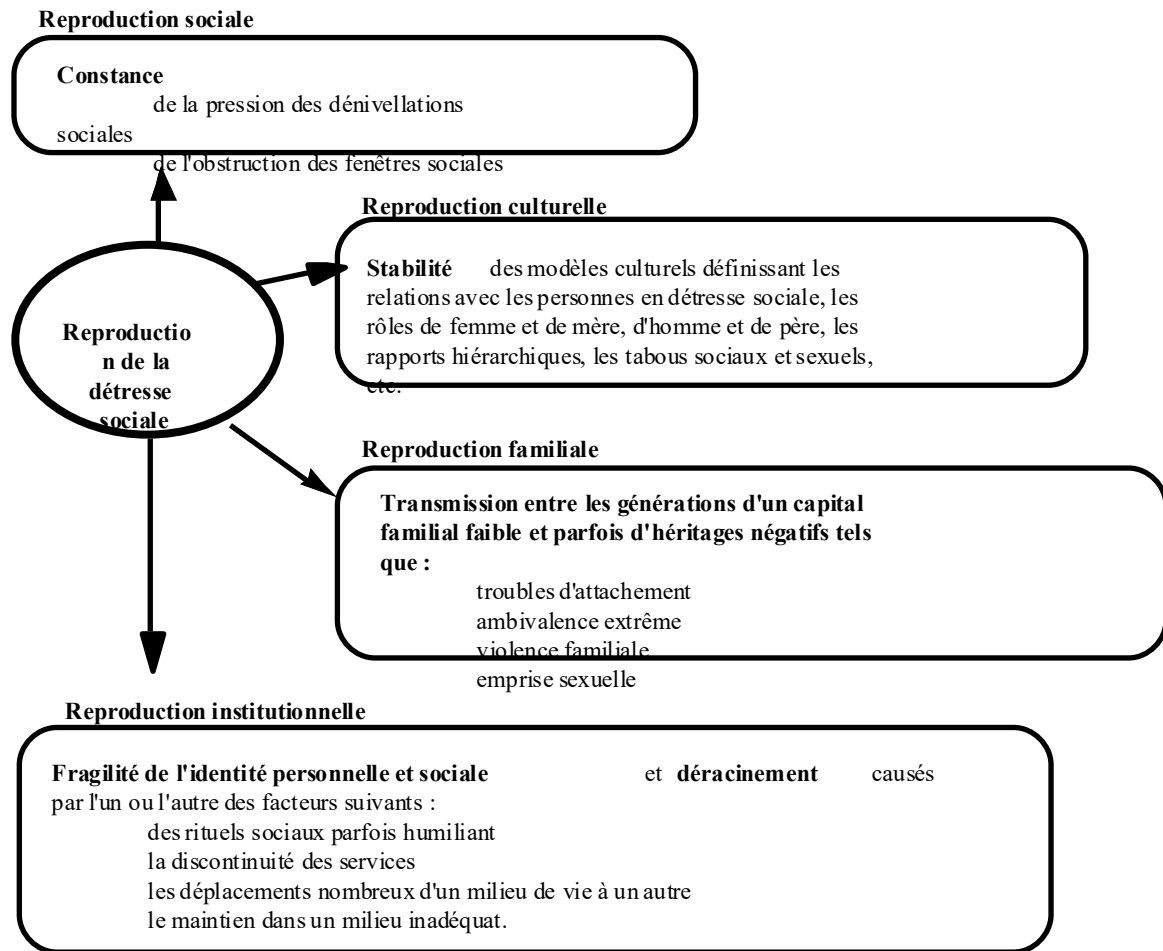 Reproduction sociale
Constance
de la pression des dénivellations
sociales
de l'obstruction des fenêtres sociales
Reproduction culturelle
Stabilité des modèles culturels définissant les
relations avec les personnes en détresse sociale, les
rôles de femme et de mère, d'homme et de père, les
rapports hiérarchiques, les tabous sociaux et sexuels,
etc.
Reproductio
n de la
détresse
sociale
Reproduction familiale
Transmission entre les générations d'un capital
familial faible et parfois d'héritages négatifs tels
que :
troubles d'attachement
ambivalence extrême
violence familiale
emprise sexuelle
Reproduction institutionnelle
Fragilité de l'identité personnelle et sociale et déracinement causés
par l'un ou l'autre des facteurs suivants :
des rituels sociaux parfois humiliant
la discontinuité des services
les déplacements nombreux d'un milieu de vie à un autre
le maintien dans un milieu inadéquat.